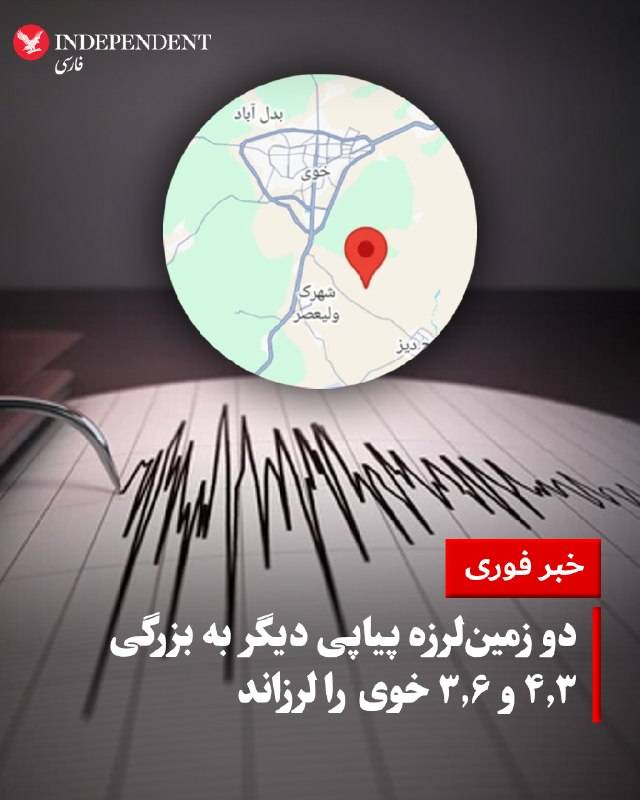 INDEPENDENT
فارسی
بدل آباد
خوی
شهرک
ولیعصر
دیز
خبر فوری
دو زمین‌لرزه پیاپی دیگر به بزرگی
۴,۳ و ۳,۶ خوی را لرزاند